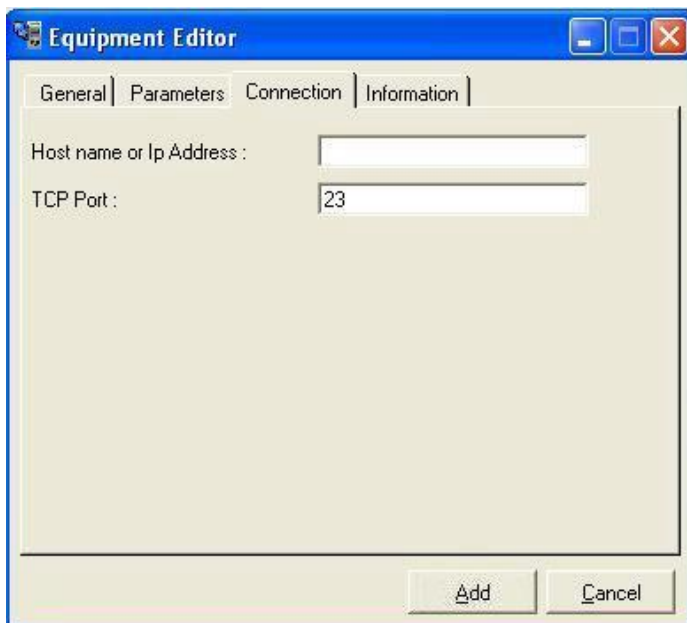 Equipment Editor
General Parameters Connection Information
Host name or Ip Address :
TCP Port : 23
Add Cancel